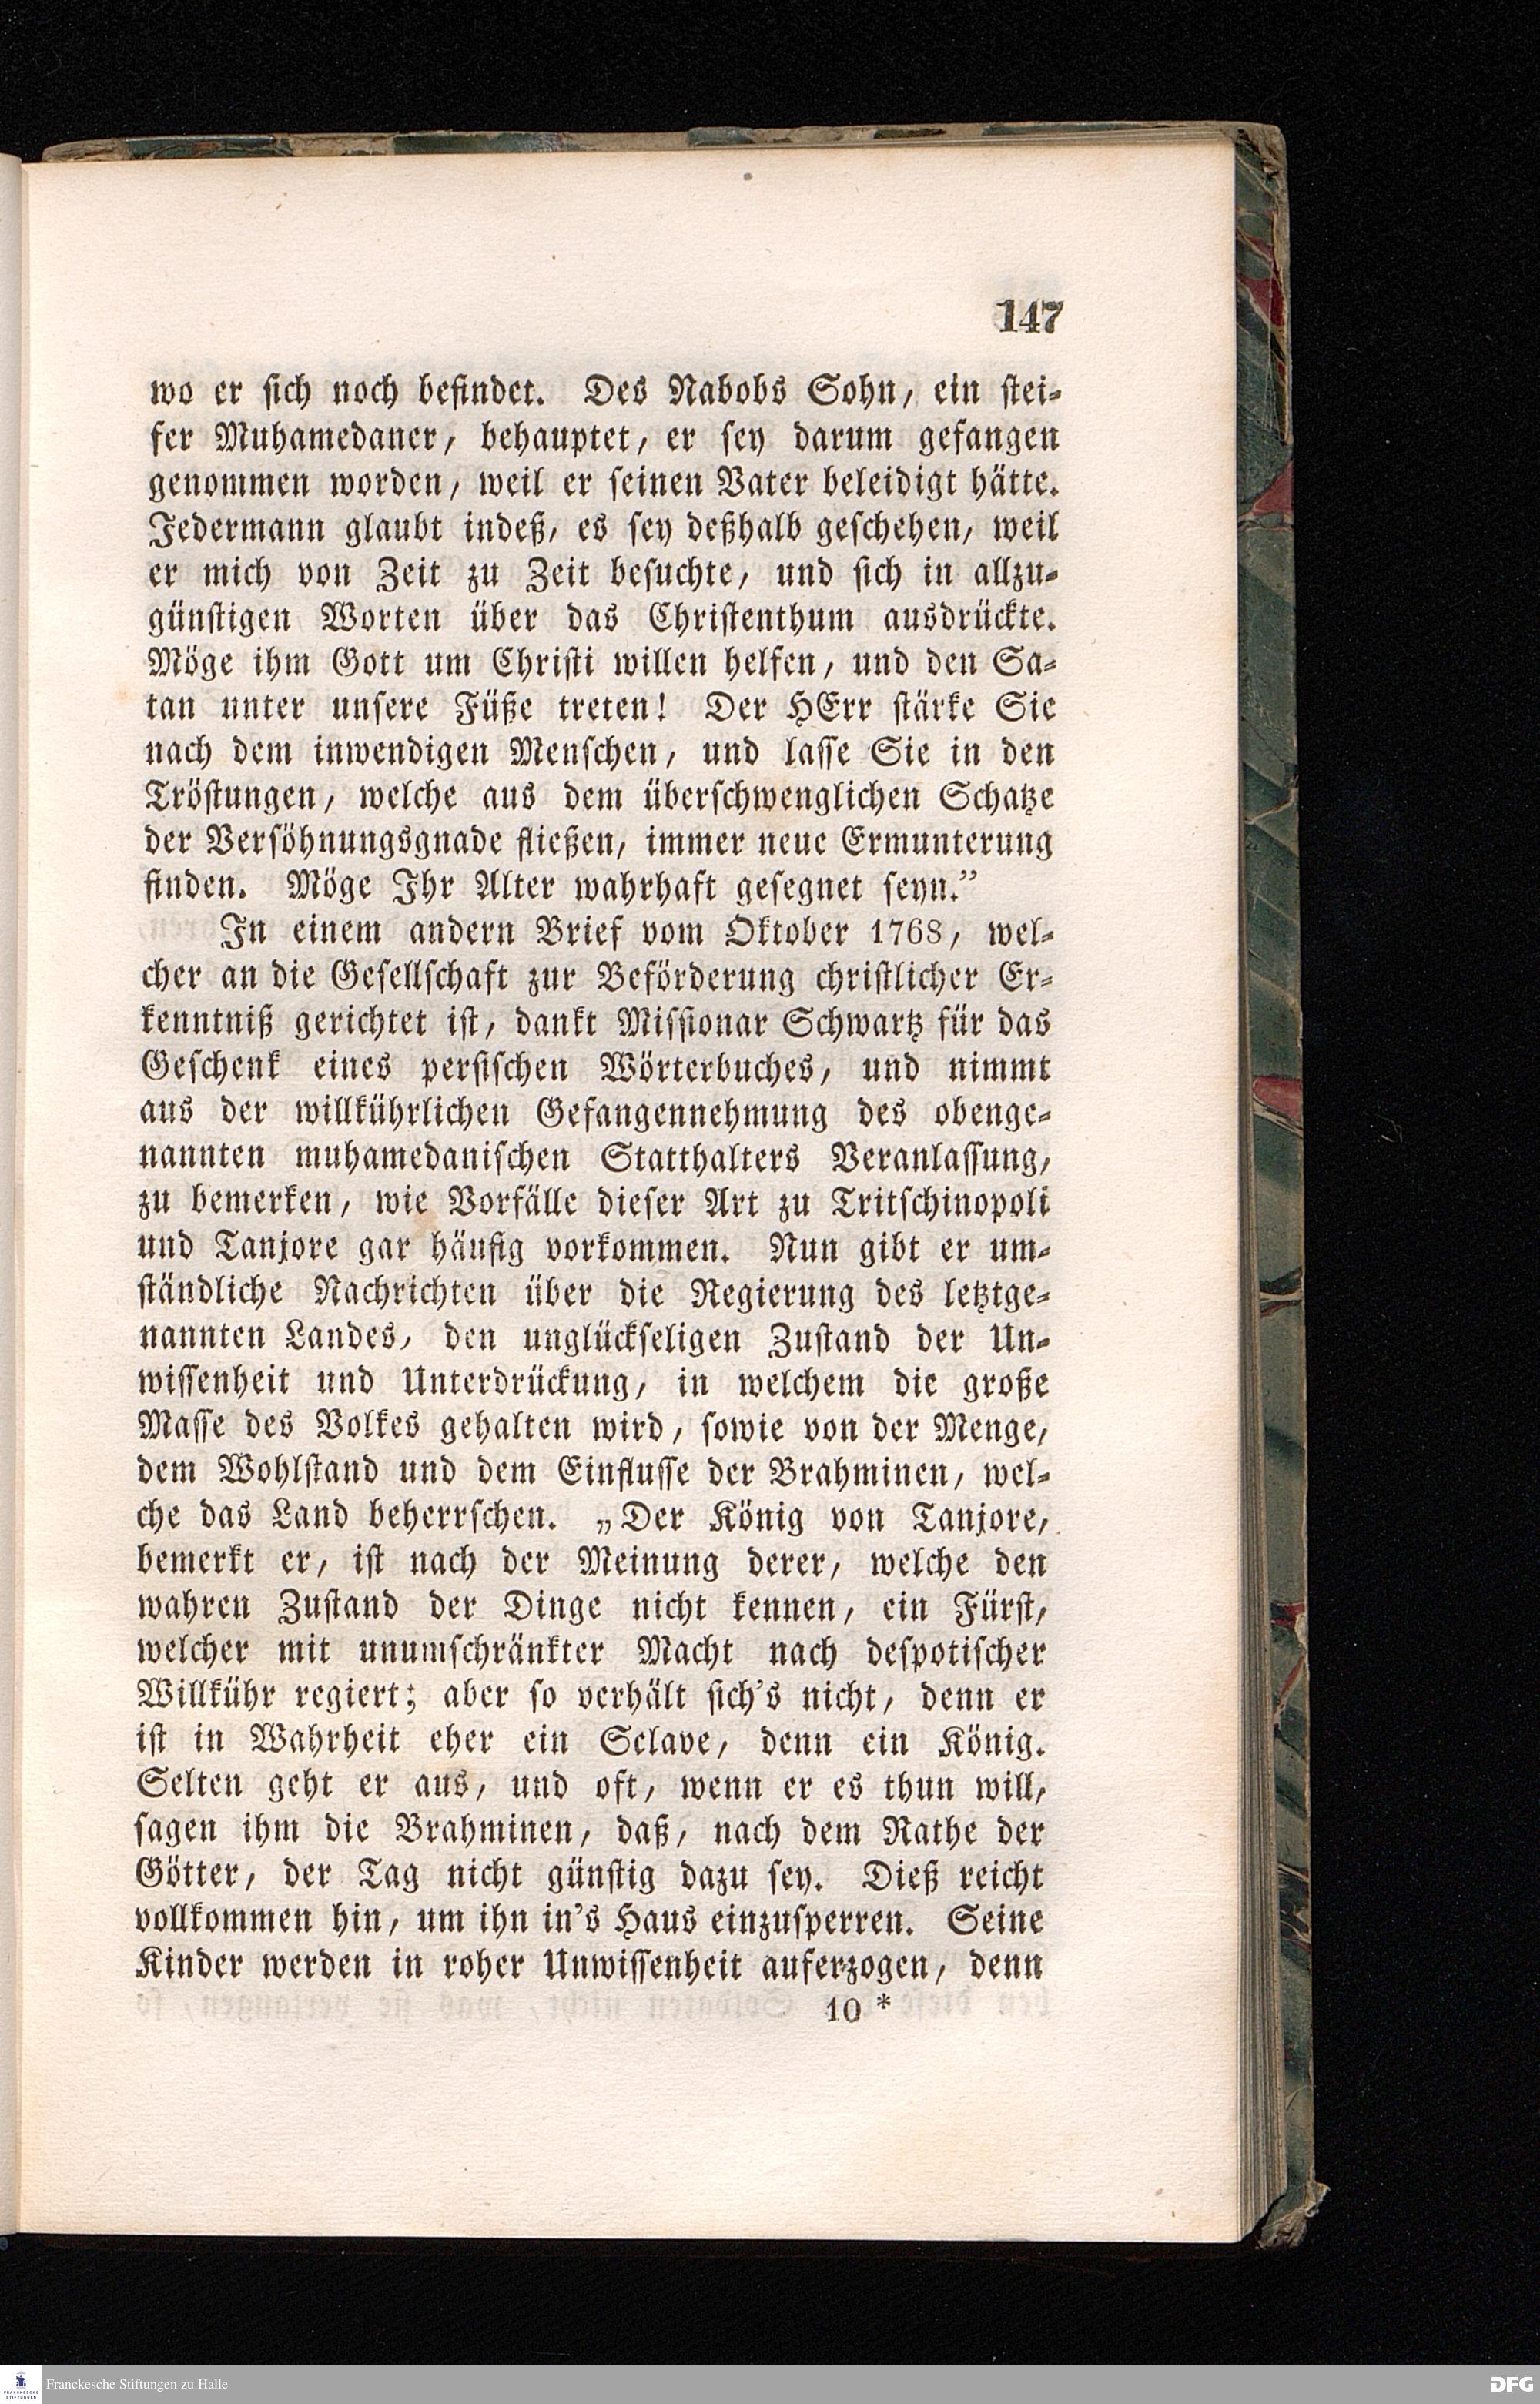 147
wo er sich noch befindet. Des Nabobs Sohn, ein stei-
fer Muhamedaner, behauptet, er sey darum gefangen
genommen worden, weil er seinen Vater beleidigt hätte.
Jedermann glaubt indeß, es sey deßhalb geschehen, weil
er mich von Zeit zu Zeit besuchte, und sich in allzu-
günstigen Worten über das Christenthum ausdrückte.
Möge ihm Gott um Christi willen helfen, und den Sa-
tan unter unsere Füße treten! Der HErr stärke Sie
nach dem inwendigen Menschen, und lasse Sie in den
Tröstungen, welche aus dem überschwenglichen Schatze
der Versöhnungsgnade fließen, immer neue Ermunterung
finden. Möge Ihr Alter wahrhaft gesegnet seyn.”
In einem andern Brief vom Oktober 1768, wel-
cher an die Gesellschaft zur Beförderung christlicher Er-
kenntniß gerichtet ist, dankt Missionar Schwartz für das
Geschenk eines persischen Wörterbuches, und nimmt
aus der willkührlichen Gefangennehmung des obenge-
nannten muhamedanischen Statthalters Veranlassung,
zu bemerken, wie Vorfälle dieser Art zu Tritschinopoli
und Tanjore gar häufig vorkommen. Nun gibt er um-
ständliche Nachrichten über die Regierung des letztge-
nannten Landes, den unglückseligen Zustand der Un-
wissenheit und Unterdrückung, in welchem die große
Masse des Volkes gehalten wird, sowie von der Menge,
dem Wohlstand und dem Einflusse der Brahminen, wel-
che das Land beherrschen. „Der König von Tanjore,
bemerkt er, ist nach der Meinung derer, welche den
wahren Zustand der Dinge nicht kennen, ein Fürst,
welcher mit unumschränkter Macht nach despotischer
Willkühr regiert; aber so verhält sich's nicht, denn er
ist in Wahrheit eher ein Sclave, denn ein König.
Selten geht er aus, und oft, wenn er es thun will,
sagen ihm die Brahminen, daß, nach dem Rathe der
Götter, der Tag nicht günstig dazu sey. Dieß reicht
vollkommen hin, um ihn in's Haus einzusperren. Seine
Kinder werden in roher Unwissenheit auferzogen, denn
10 *
FRANCKESCHE STIFTUNGEN
Franckesche Stiftungen zu Halle
DFG